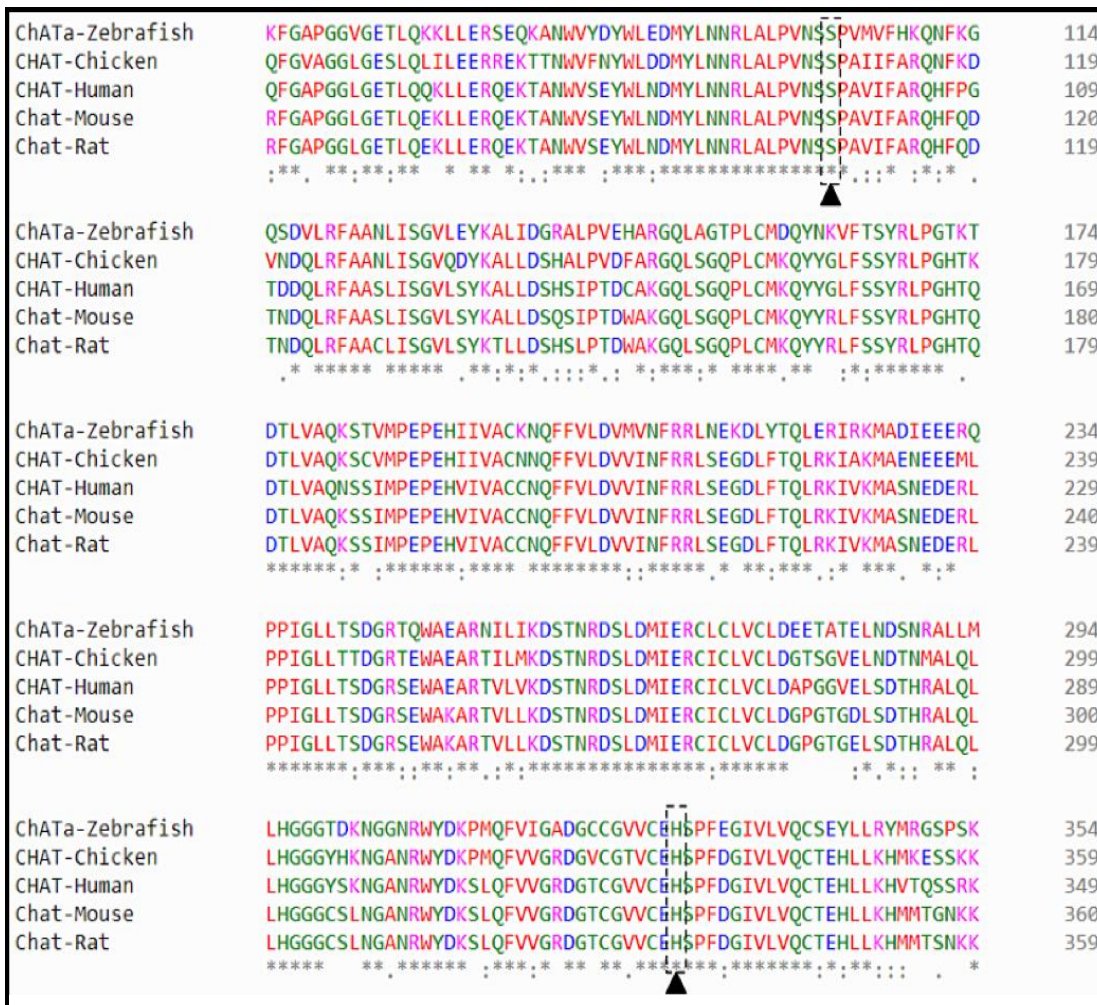 ChATa-Zebrafish KFGAPGGVGETLQKKLLERSEQKANWVYDYWLEDMYLNNRLALPVNSSPVMVFHKQNFKG 114
CHAT-Chicken QFGVAGGLGESLQLILEERREKTTNWVFNYWLDDMYLNNRLALPVNSSPAIIFARQNFKD 119
CHAT-Human QFGAPGGLGETLQQKLLERQEKTANWVSEYWLNDMYLNNRLALPVNSSPAVIFARQHFPG 109
Chat-Mouse RFGAPGGLGETLQEKLLERQEKTANWVSEYWLNDMYLNNRLALPVNSSPAVIFARQHFQD 120
Chat-Rat RFGAPGGLGETLQEKLLERQEKTANWVSEYWLNDMYLNNRLALPVNSSPAVIFARQHFQD 119
:**. **:**:** * ** *:.:*** :***:********************.::* :*:* .
ChATa-Zebrafish QSDVLRFAANLISGVLEYKALIDGRALPVEHARGQLAGTPLCMDQYYNKVFTSYRLPGTKT 174
CHAT-Chicken VNDQLRFAANLISGVQDYKALLDSHALPVDFARGQLSGQPLCMKQYYGLFSSYRLPGHTK 179
CHAT-Human TDDQLRFAASLISGVLSYKALLDSHSIPTDCAKGQLSGQPLCMKQYYGLFSSYRLPGHTQ 169
Chat-Mouse TNDQLRFAASLISGVLSYKALLDSQSIPTDWAKGQLSGQPLCMKQYYRLFSSYRLPGHTQ 180
Chat-Rat TNDQLRFAACLISGVLSYKTLLDSHSLPTDWAKGQLSGQPLCMKQYYRLFSSYRLPGHTQ 179
.* ***** ***** .**:*:*.:::*.: *:***:* ****.** :*:****** .
ChATa-Zebrafish DTLVAQKSTVMPEPEHIIVACKNQFFVLDVMVNFRRLNEKDLYTQLERIRKMADIEEERQ 234
CHAT-Chicken DTLVAQKSCVMPEPEHIIVACNNQFFVLDVVINFRRLSEGDLFTQLRKIAKMAENEEEML 239
CHAT-Human DTLVAQNSSIMPEPEHVIVACCNQFFVLDVVINFRRLSEGDLFTQLRKIVKMASNEDERL 229
Chat-Mouse DTLVAQKSSIMPEPEHVIVACCNQFFVLDVVINFRRLSEGDLFTQLRKIVKMASNEDERL 240
Chat-Rat DTLVAQKSSIMPEPEHVIVACCNQFFVLDVVINFRRLSEGDLFTQLRKIVKMASNEDERL 239
******:* :******:**** ********::*****.* **:***.:* ***. *:*
ChATa-Zebrafish PPIGLLTSDGRTQWAEARNILIKDSTNRDSLDMIERCLCLVCLDEETATELNDSNRALLM 294
CHAT-Chicken PPIGLLTTDGRTEWAEARTILMKDSTNRDSLDMIERCICLVCLDGTSGVELNDTNMALQL 299
CHAT-Human PPIGLLTSDGRSEWAEARTVLVKDSTNRDSLDMIERCICLVCLDAPGGVELSDTHRALQL 289
Chat-Mouse PPIGLLTSDGRSEWAKARTVLLKDSTNRDSLDMIERCICLVCLDGPGTGDLSDTHRALQL 300
Chat-Rat PPIGLLTSDGRSEWAKARTVLLKDSTNRDSLDMIERCICLVCLDGPGTGELSDTHRALQL 299
*******:***::**:**.:*:***************:****** :*.*:: ** :
ChATa-Zebrafish LHGGGTDKNGGNRWYDKPMQFVIGADGCCGVVCEHSPFEGIVLVQCSEYLLRYMRGSPSK 354
CHAT-Chicken LHGGGYHKNGANRWYDKPMQFVVGRDGVCGTVCEHSPFDGIVLVQCTEHLLKHMKESSKK 359
CHAT-Human LHGGGYSKNGANRWYDKSLQFVVGRDGTCGVVCEHSPFDGIVLVQCTEHLLKHVTQSSRK 349
Chat-Mouse LHGGGCSLNGANRWYDKSLQFVVGRDGTCGVVCEHSPFDGIVLVQCTEHLLKHMMTGNKK 360
Chat-Rat LHGGGCSLNGANRWYDKSLQFVVGRDGTCGVVCEHSPFDGIVLVQCTEHLLKHMMTSNKK 359
***** **.****** :***:* ** **.*******:*******:*:**::: . *